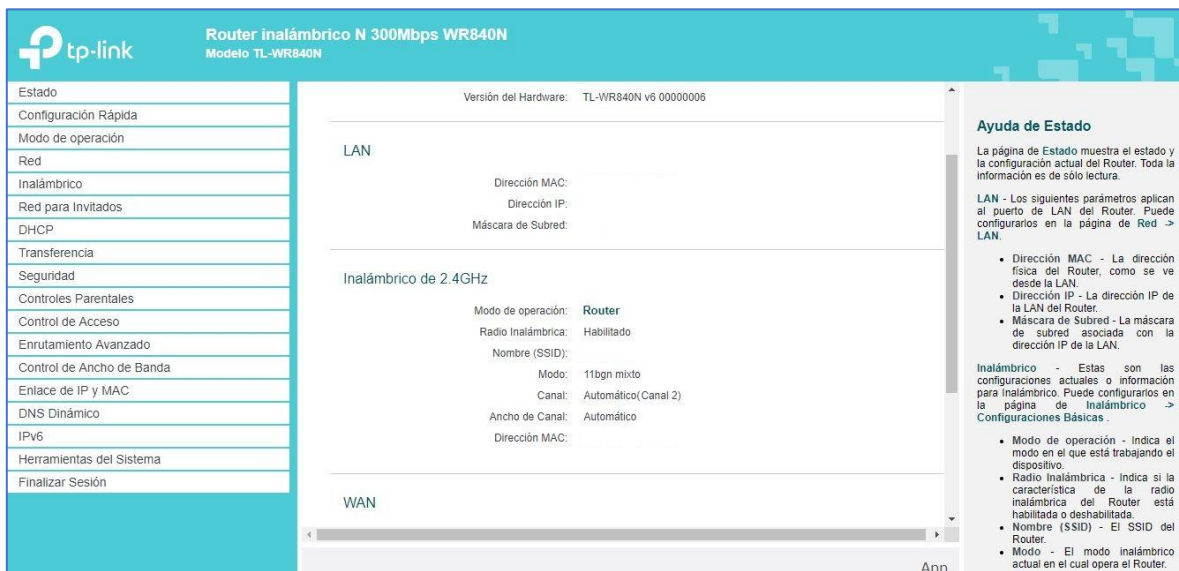 tp-link
Router inalámbrico N 300Mbps WR840N
Modelo TL-WR840N
Estado
Configuración Rápida
Modo de operación
Red
Inalámbrico
Red para Invitados
DHCP
Transferencia
Seguridad
Controles Parentales
Control de Acceso
Enrutamiento Avanzado
Control de Ancho de Banda
Enlace de IP y MAC
DNS Dinámico
IPv6
Herramientas del Sistema
Finalizar Sesión
Versión del Hardware: TL-WR840N v6 00000006
LAN
Dirección MAC:
Dirección IP:
Máscara de Subred:
Inalámbrico de 2.4GHz
Modo de operación: Router
Radio Inalámbrica: Habilitado
Nombre (SSID):
Modo: 11bgn mixto
Canal: Automático(Canal 2)
Ancho de Canal: Automático
Dirección MAC:
WAN
App
Ayuda de Estado
La página de Estado muestra el estado y
la configuración actual del Router. Toda la
información es de sólo lectura.
LAN - Los siguientes parámetros aplican
al puerto de LAN del Router. Puede
configurarlos en la página de Red ->
LAN.
• Dirección MAC - La dirección
física del Router, como se ve
desde la LAN.
• Dirección IP - La dirección IP de
la LAN del Router.
• Máscara de Subred - La máscara
de subred asociada con la
dirección IP de la LAN.
Inalámbrico - Estas son las
configuraciones actuales o información
para Inalámbrico. Puede configurarlos en
la página de Inalámbrico ->
Configuraciones Básicas .
• Modo de operación - Indica el
modo en el que está trabajando el
dispositivo.
• Radio Inalámbrica - Indica si la
característica de la radio
inalámbrica del Router está
habilitada o deshabilitada.
• Nombre (SSID) - El SSID del
Router.
• Modo - El modo inalámbrico
actual en el cual opera el Router.